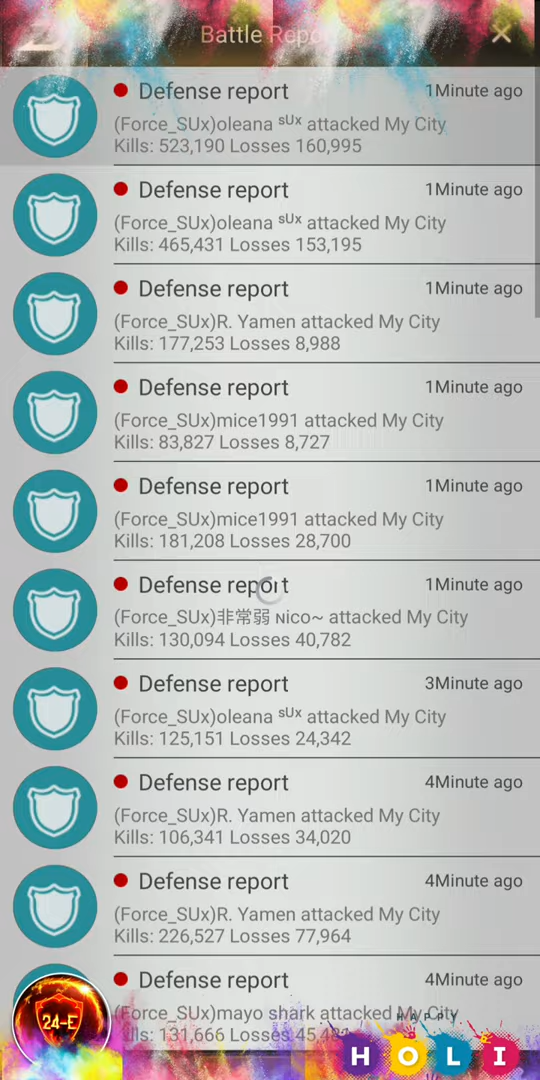 Battle Repo
Defense report 1Minute ago
(Force_SUx)oleana ˢᵁˣ attacked My City
Kills: 523,190 Losses 160,995
Defense report 1Minute ago
(Force_SUx)oleana ˢᵁˣ attacked My City
Kills: 465,431 Losses 153,195
Defense report 1Minute ago
(Force_SUx)R. Yamen attacked My City
Kills: 177,253 Losses 8,988
Defense report 1Minute ago
(Force_SUx)mice1991 attacked My City
Kills: 83,827 Losses 8,727
Defense report 1Minute ago
(Force_SUx)mice1991 attacked My City
Kills: 181,208 Losses 28,700
Defense report 1Minute ago
(Force_SUx)非常弱 ɴico~ attacked My City
Kills: 130,094 Losses 40,782
Defense report 3Minute ago
(Force_SUx)oleana ˢᵁˣ attacked My City
Kills: 125,151 Losses 24,342
Defense report 4Minute ago
(Force_SUx)R. Yamen attacked My City
Kills: 106,341 Losses 34,020
Defense report 4Minute ago
(Force_SUx)R. Yamen attacked My City
Kills: 226,527 Losses 77,964
Defense report 4Minute ago
(Force_SUx)mayo shark attacked My City
Kills: 131,666 Losses
24-E
HAPPY
HOLI